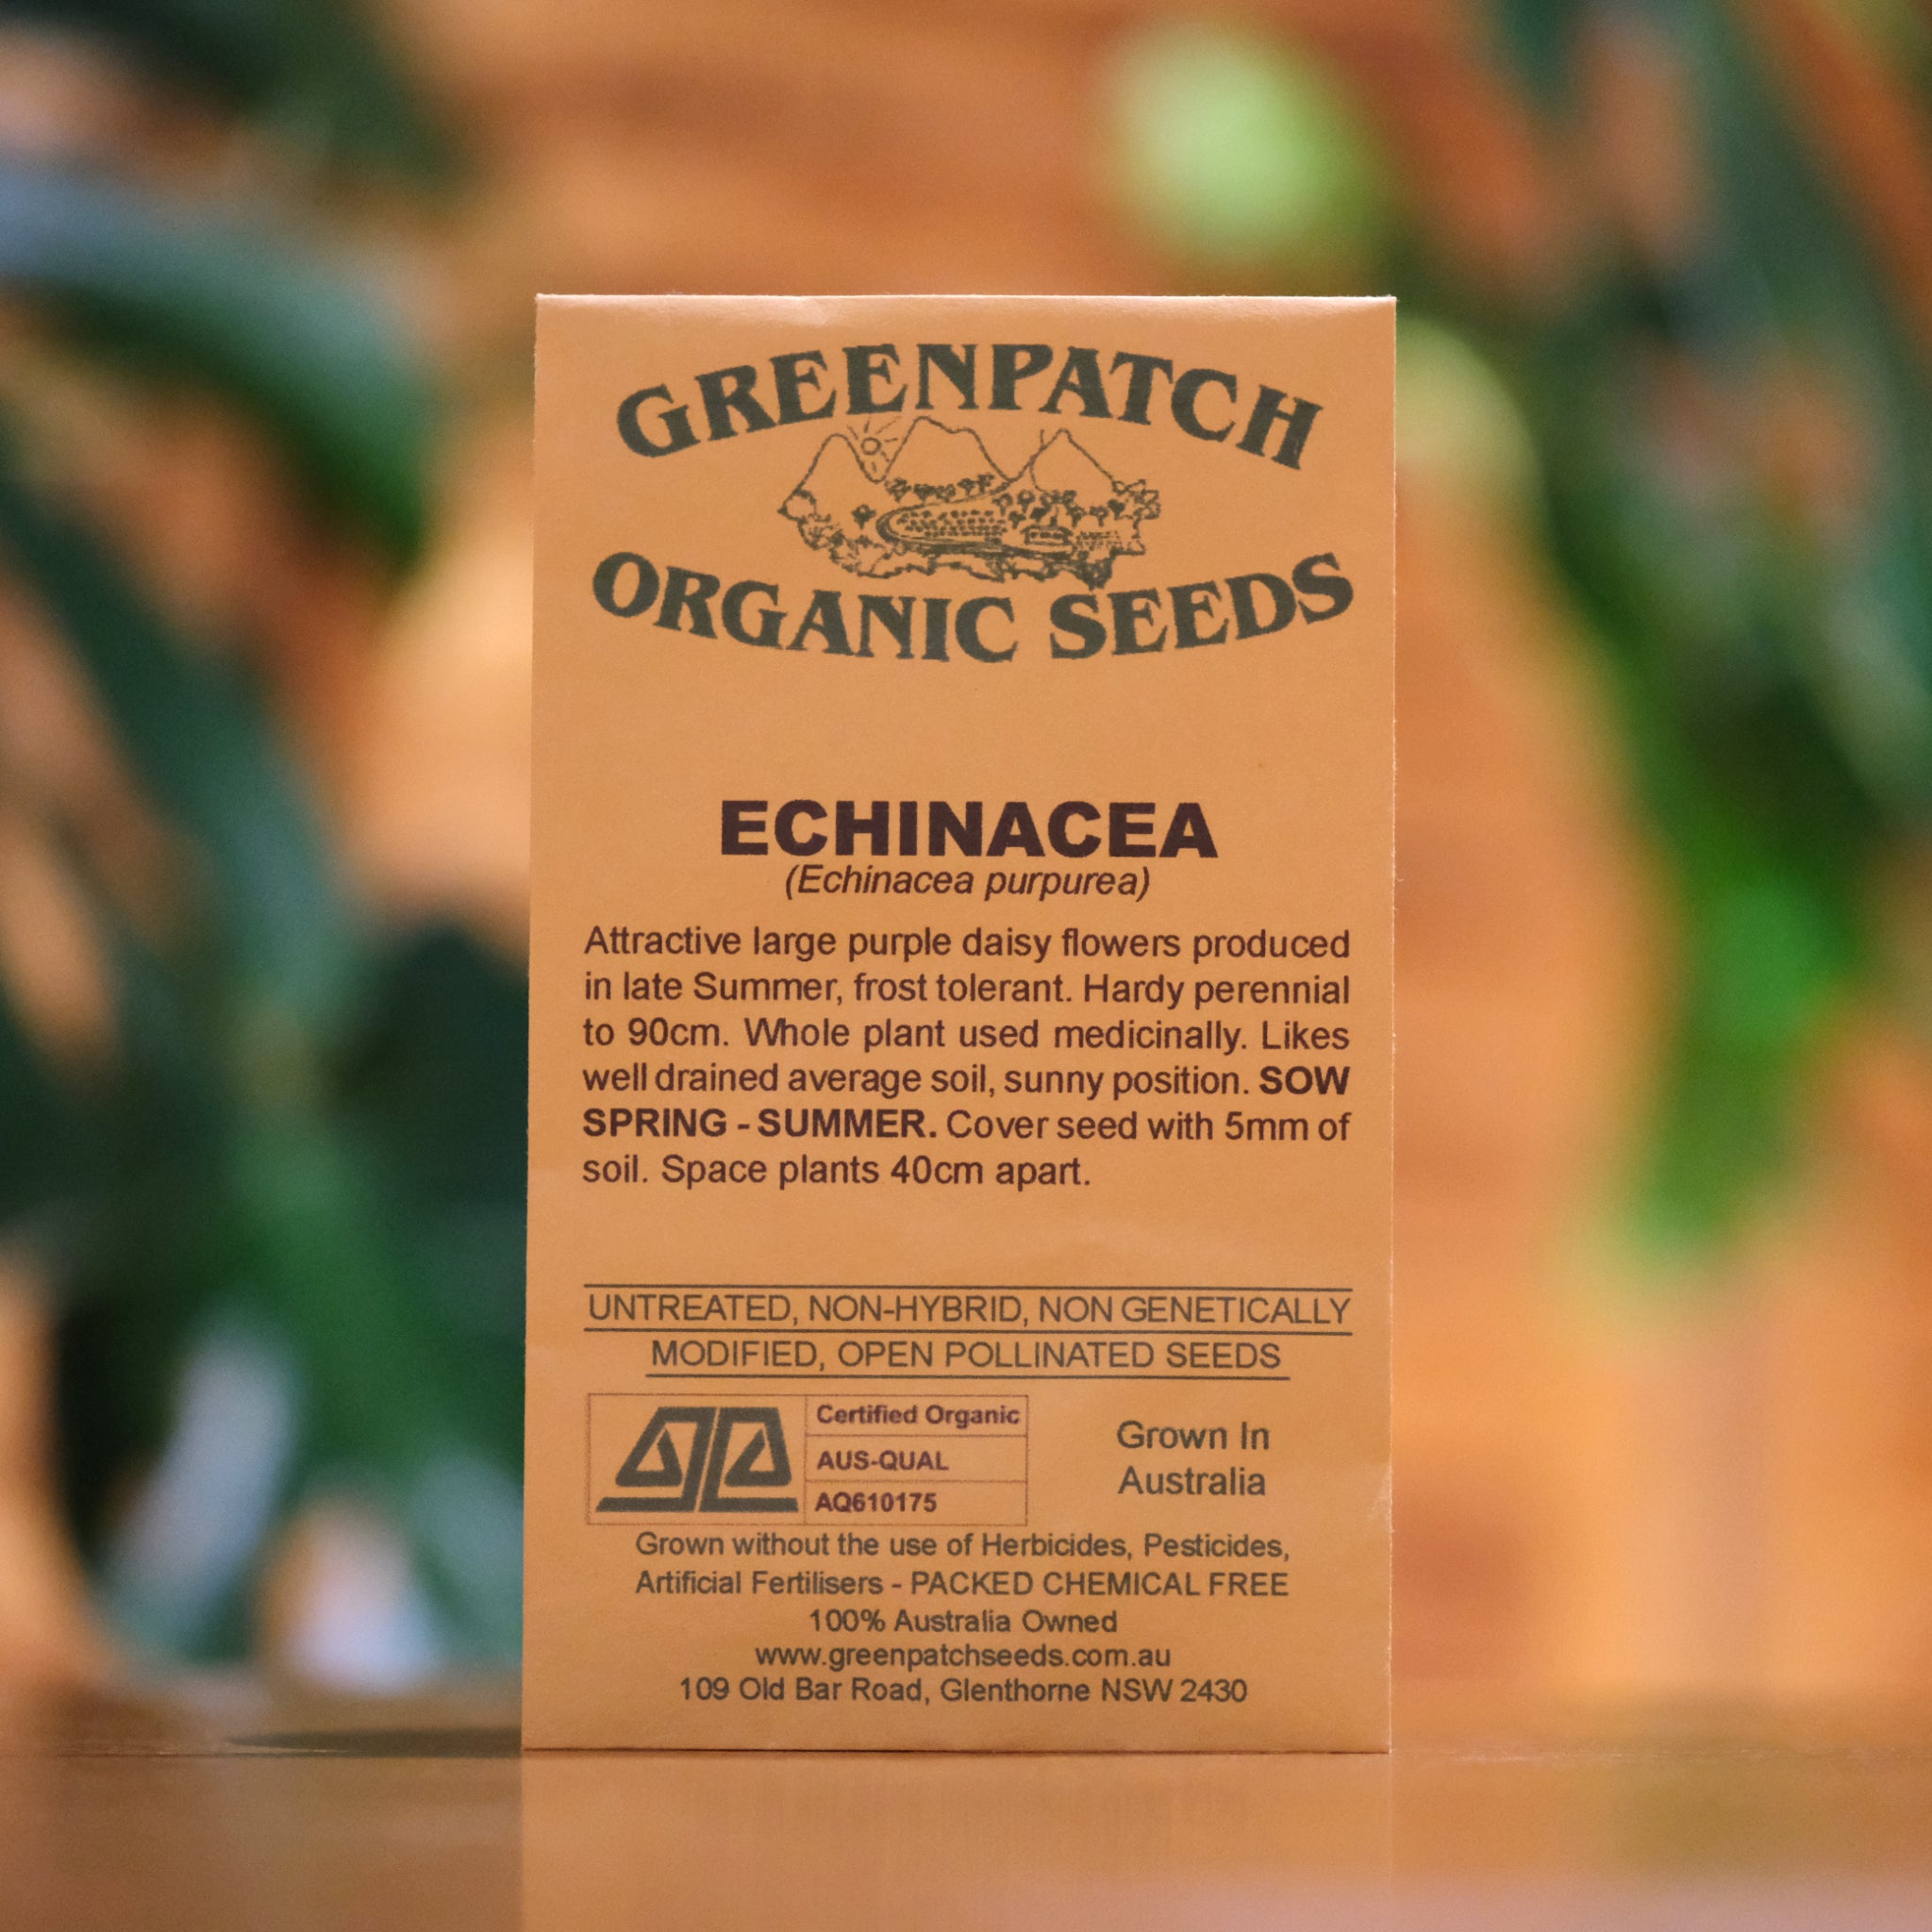 GREENPATCH
ORGANIC SEEDS
ECHINACEA
(Echinacea purpurea)
Attractive large purple daisy flowers produced
in late Summer, frost tolerant. Hardy perennial
to 90cm. Whole plant used medicinally. Likes
well drained average soil, sunny position. SOW
SPRING - SUMMER. Cover seed with 5mm of
soil. Space plants 40cm apart.
UNTREATED, NON-HYBRID, NON GENETICALLY
MODIFIED, OPEN POLLINATED SEEDS
Certified Organic
AUS-QUAL
AQ610175
Grown In
Australia
Grown without the use of Herbicides, Pesticides,
Artificial Fertilisers - PACKED CHEMICAL FREE
100% Australia Owned
www.greenpatchseeds.com.au
109 Old Bar Road, Glenthorne NSW 2430